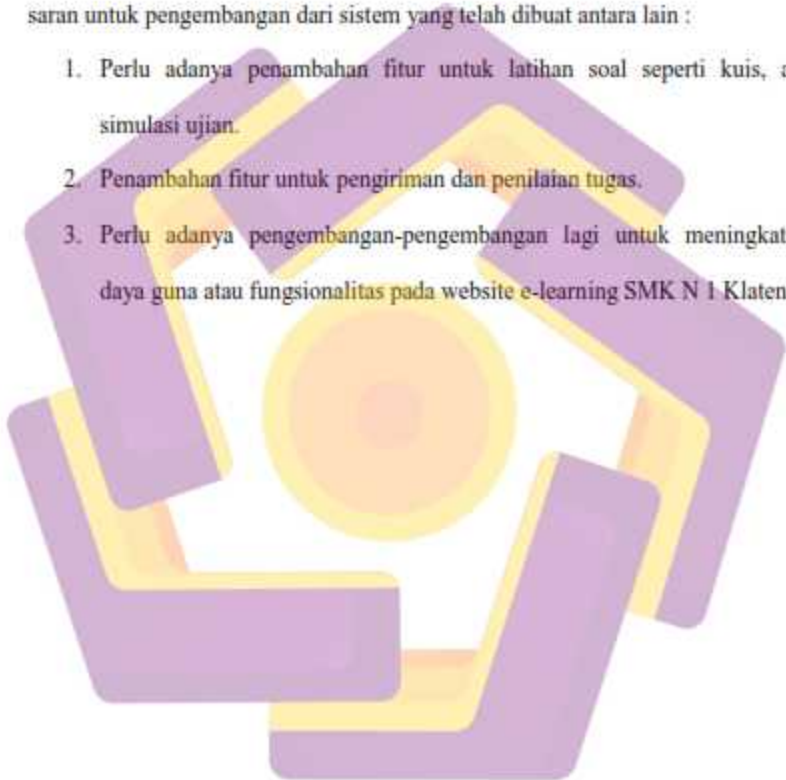 saran untuk pengembangan dari sistem yang telah dibuat antara lain :
1. Perlu adanya penambahan fitur untuk latihan soal seperti kuis,
simulasi ujian.
2. Penambahan fitur untuk pengiriman dan penilaian tugas.
3. Perlu adanya pengembangan-pengembangan lagi untuk meningkat
daya guna atau fungsionalitas pada website e-learning SMK N 1 Klaten